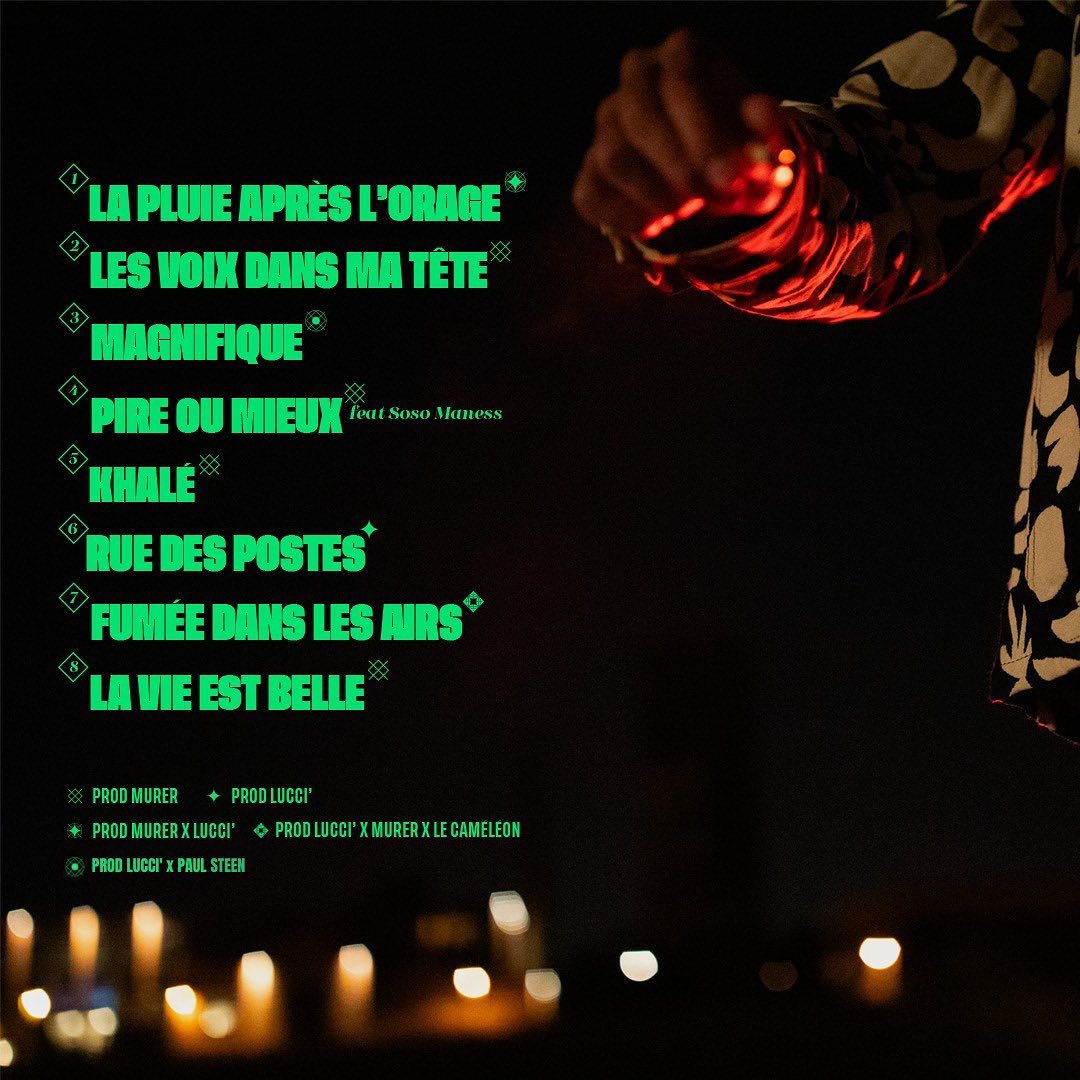 1 LA PLUIE APRÈS L’ORAGE
2 LES VOIX DANS MA TÊTE
3 MAGNIFIQUE
4 PIRE OU MIEUX feat Soso Maness
5 KHALÉ
6 RUE DES POSTES
7 FUMÉE DANS LES AIRS
8 LA VIE EST BELLE
PROD MURER PROD LUCCI’
PROD MURER X LUCCI’ PROD LUCCI’ X MURER X LE CAMÉLÉON
PROD LUCCI' x PAUL STEEN